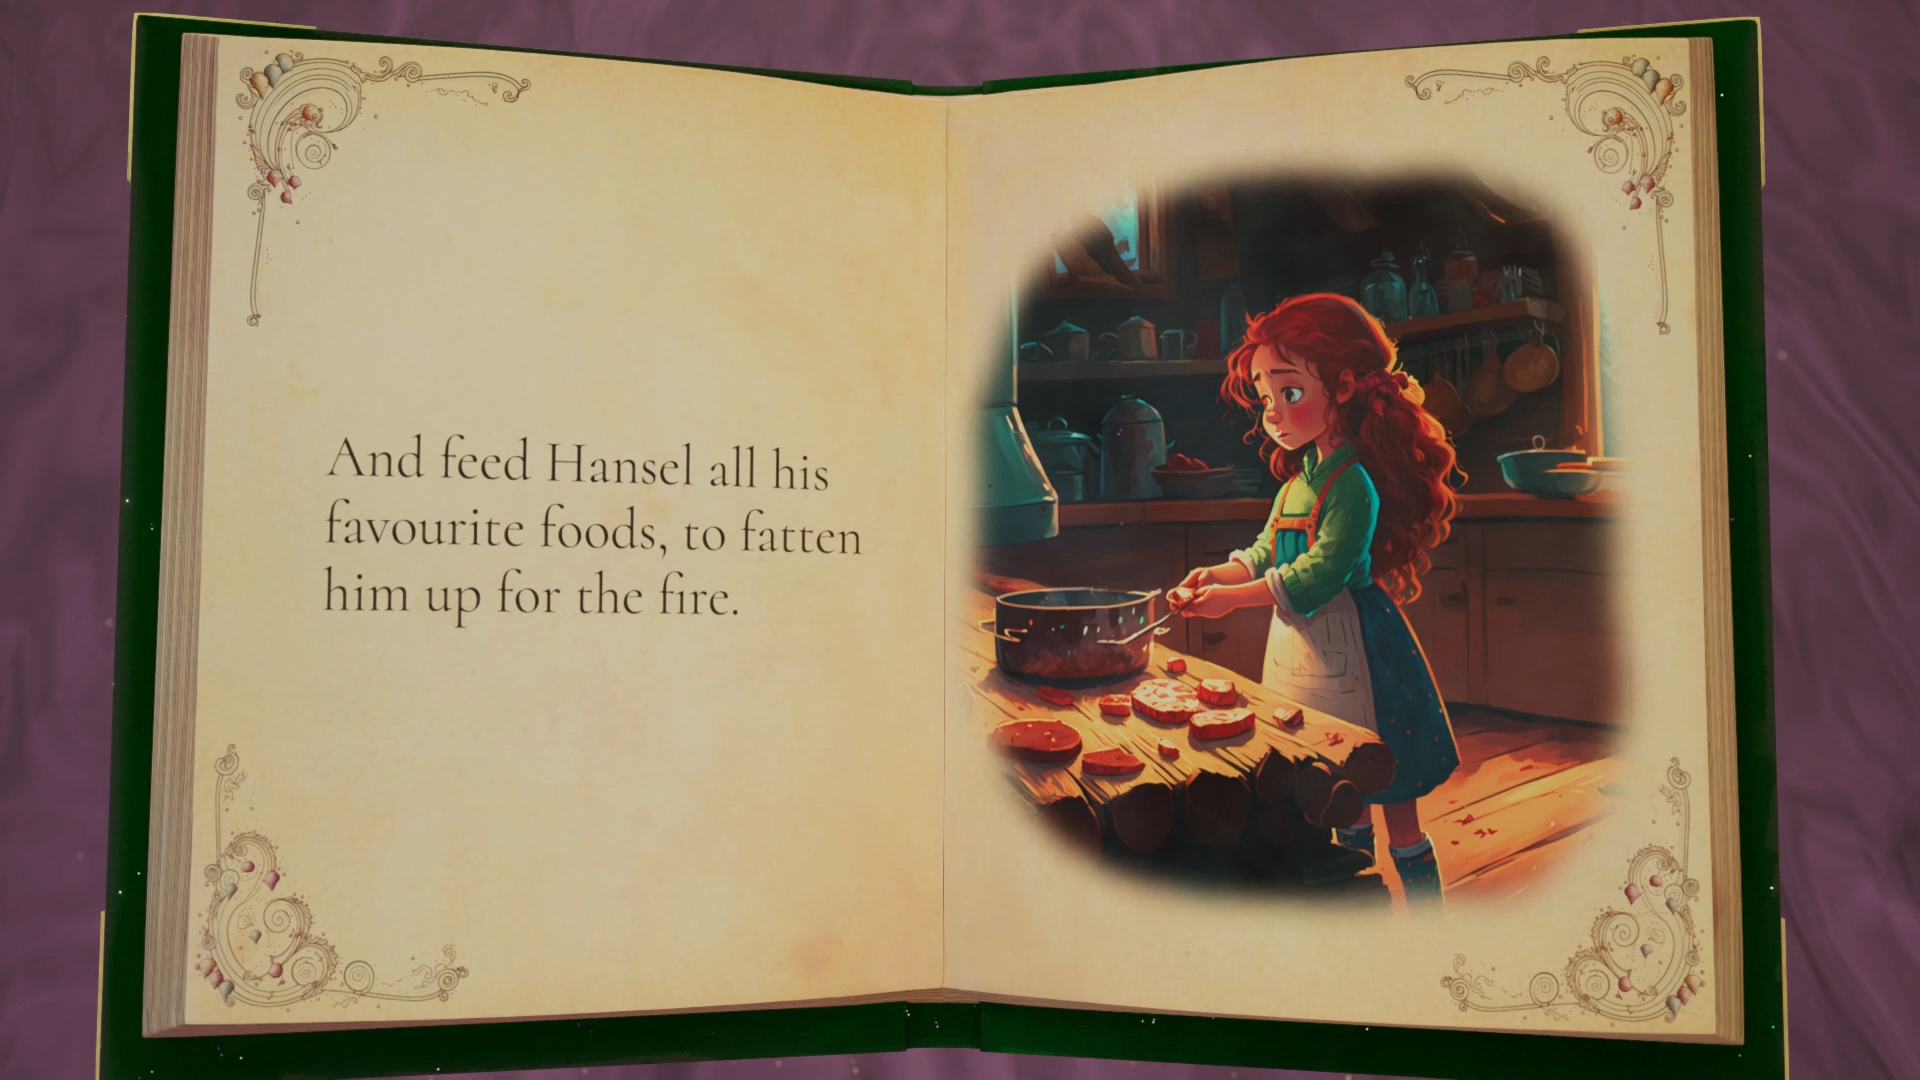 And feed Hansel all his
favourite foods, to fatten
him up for the fire.